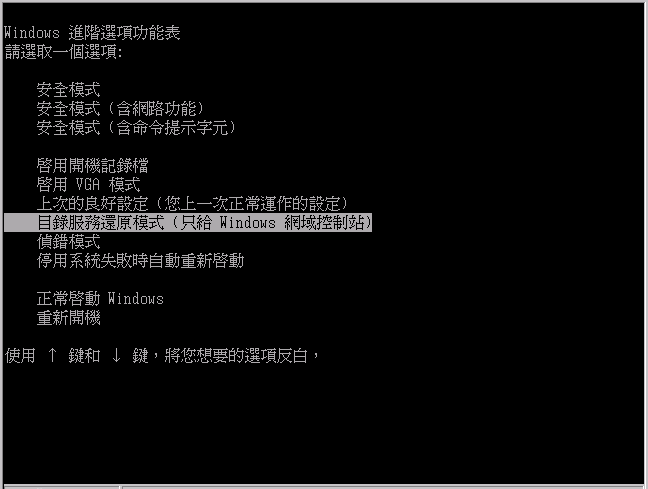 Windows 進階選項功能表
請選取一個選項:
安全模式
安全模式 (含網路功能)
安全模式 (含命令提示字元)
啓用開機記錄檔
啓用 VGA 模式
上次的良好設定 (您上一次正常運作的設定)
目錄服務還原模式 (只給 Windows 網域控制站)
偵錯模式
停用系統失敗時自動重新啓動
正常啓動 Windows
重新開機
使用 ↑ 鍵和 ↓ 鍵，將您想要的選項反白，